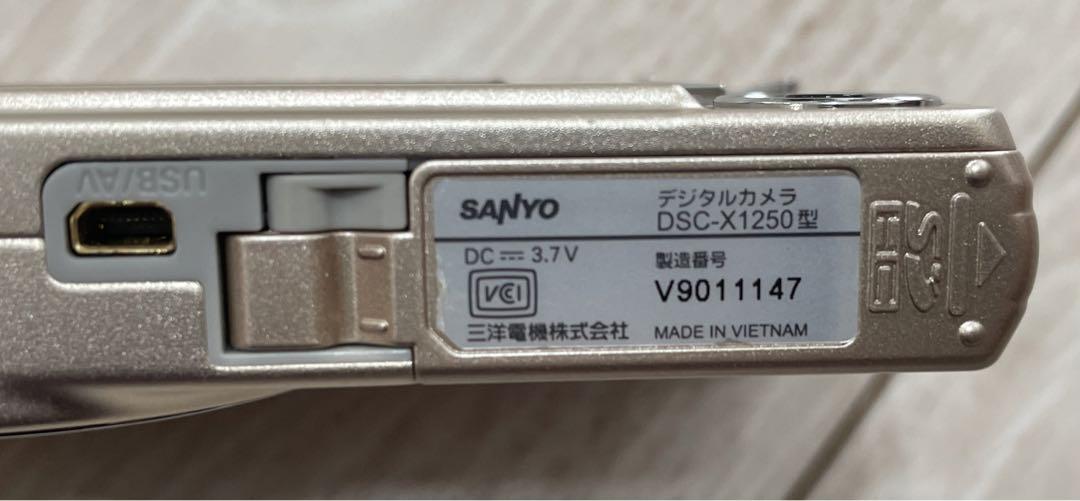 USB/AV
SANYO
デジタルカメラ
DSC-X1250型
DC 3.7V
製造番号
VCI
V9011147
三洋電機株式会社
MADE IN VIETNAM
SD
HC